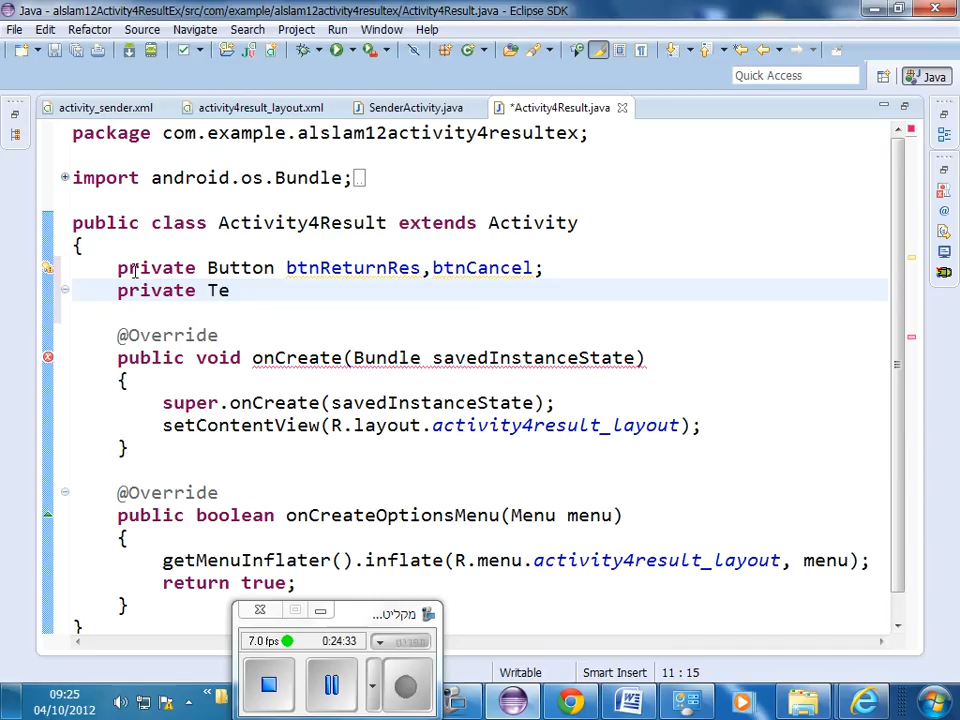 Java - alslam12Activity4ResultEx/src/com/example/alslam12activity4resultex/Activity4Result.java - Eclipse SDK
File Edit Refactor Source Navigate Search Project Run Window Help
Quick Access
Java
activity_sender.xml activity4result_layout.xml SenderActivity.java *Activity4Result.java
package com.example.alslam12activity4resultex;
import android.os.Bundle;
public class Activity4Result extends Activity
{
private Button btnReturnRes,btnCancel;
private Te
@Override
public void onCreate(Bundle savedInstanceState)
{
super.onCreate(savedInstanceState);
setContentView(R.layout.activity4result_layout);
}
@Override
public boolean onCreateOptionsMenu(Menu menu)
{
getMenuInflater().inflate(R.menu.activity4result_layout, menu);
return true;
}
}
מקליט...
7.0 fps 0:24:33 תפריט
Writable Smart Insert 11 : 15
09:25
04/10/2012